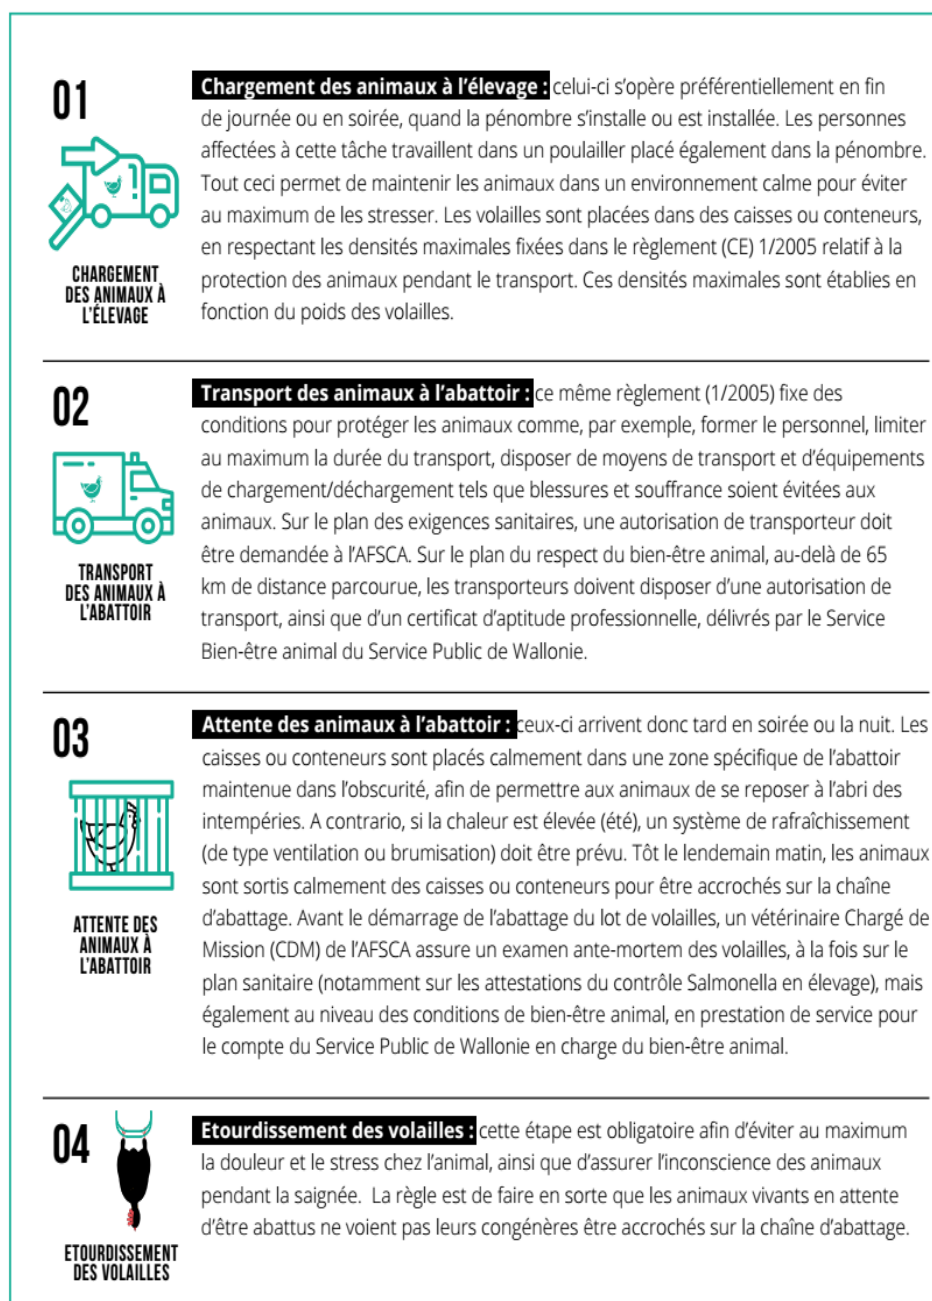 01
CHARGEMENT
DES ANIMAUX À
L'ÉLEVAGE
Chargement des animaux à l'élevage : celui-ci s'opère préférentiellement en fin
de journée ou en soirée, quand la pénombre s'installe ou est installée. Les personnes
affectées à cette tâche travaillent dans un poulailler placé également dans la pénombre.
Tout ceci permet de maintenir les animaux dans un environnement calme pour éviter
au maximum de les stresser. Les volailles sont placées dans des caisses ou conteneurs,
en respectant les densités maximales fixées dans le règlement (CE) 1/2005 relatif à la
protection des animaux pendant le transport. Ces densités maximales sont établies en
fonction du poids des volailles.
02
TRANSPORT
DES ANIMAUX À
L'ABATTOIR
Transport des animaux à l'abattoir : ce même règlement (1/2005) fixe des
conditions pour protéger les animaux comme, par exemple, former le personnel, limiter
au maximum la durée du transport, disposer de moyens de transport et d'équipements
de chargement/déchargement tels que blessures et souffrance soient évitées aux
animaux. Sur le plan des exigences sanitaires, une autorisation de transporteur doit
être demandée à l'AFSCA. Sur le plan du respect du bien-être animal, au-delà de 65
km de distance parcourue, les transporteurs doivent disposer d'une autorisation de
transport, ainsi que d'un certificat d'aptitude professionnelle, délivrés par le Service
Bien-être animal du Service Public de Wallonie.
03
ATTENTE DES
ANIMAUX À
L'ABATTOIR
Attente des animaux à l'abattoir : ceux-ci arrivent donc tard en soirée ou la nuit. Les
caisses ou conteneurs sont placés calmement dans une zone spécifique de l'abattoir
maintenue dans l'obscurité, afin de permettre aux animaux de se reposer à l'abri des
intempéries. A contrario, si la chaleur est élevée (été), un système de rafraîchissement
(de type ventilation ou brumisation) doit être prévu. Tôt le lendemain matin, les animaux
sont sortis calmement des caisses ou conteneurs pour être accrochés sur la chaîne
d'abattage. Avant le démarrage de l'abattage du lot de volailles, un vétérinaire Chargé de
Mission (CDM) de l'AFSCA assure un examen ante-mortem des volailles, à la fois sur le
plan sanitaire (notamment sur les attestations du contrôle Salmonella en élevage), mais
également au niveau des conditions de bien-être animal, en prestation de service pour
le compte du Service Public de Wallonie en charge du bien-être animal.
04
ETOURDISSEMENT
DES VOLAILLES
Etourdissement des volailles : cette étape est obligatoire afin d'éviter au maximum
la douleur et le stress chez l'animal, ainsi que d'assurer l'inconscience des animaux
pendant la saignée. La règle est de faire en sorte que les animaux vivants en attente
d'être abattus ne voient pas leurs congénères être accrochés sur la chaîne d'abattage.